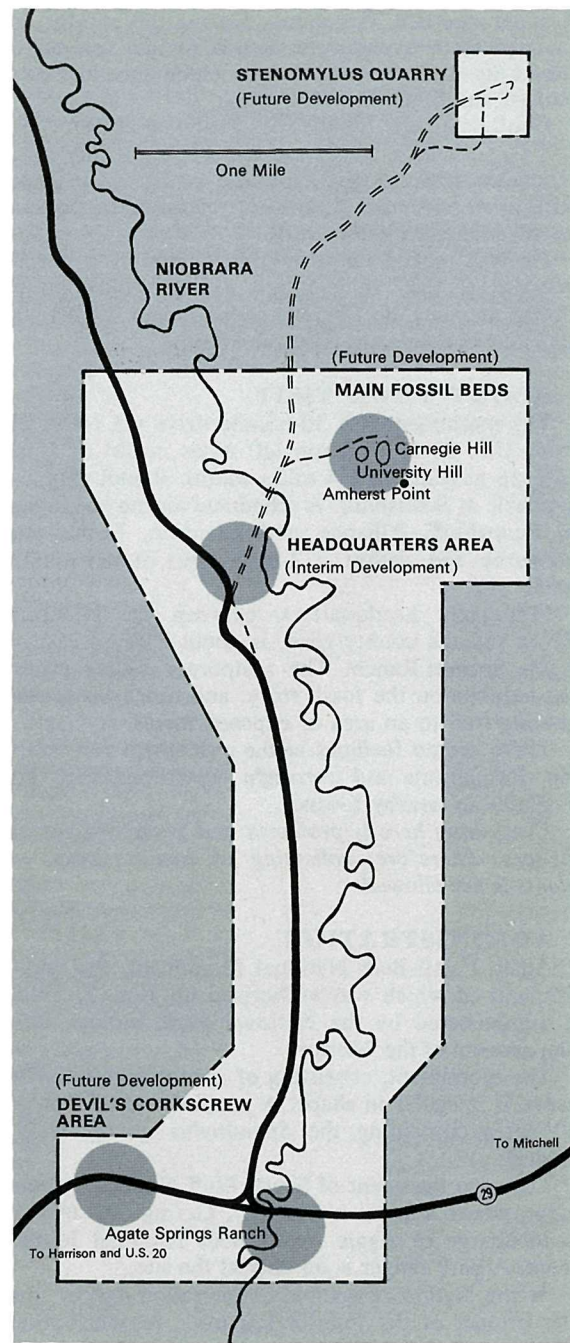 STENOMYLUS QUARRY
(Future Development)
One Mile
NIOBRARA
RIVER
(Future Development)
MAIN FOSSIL BEDS
Carnegie Hill
University Hill
Amherst Point
HEADQUARTERS AREA
(Interim Development)
(Future Development)
DEVIL'S CORKSCREW
AREA
To Mitchell
29
Agate Springs Ranch
To Harrison and U.S. 20